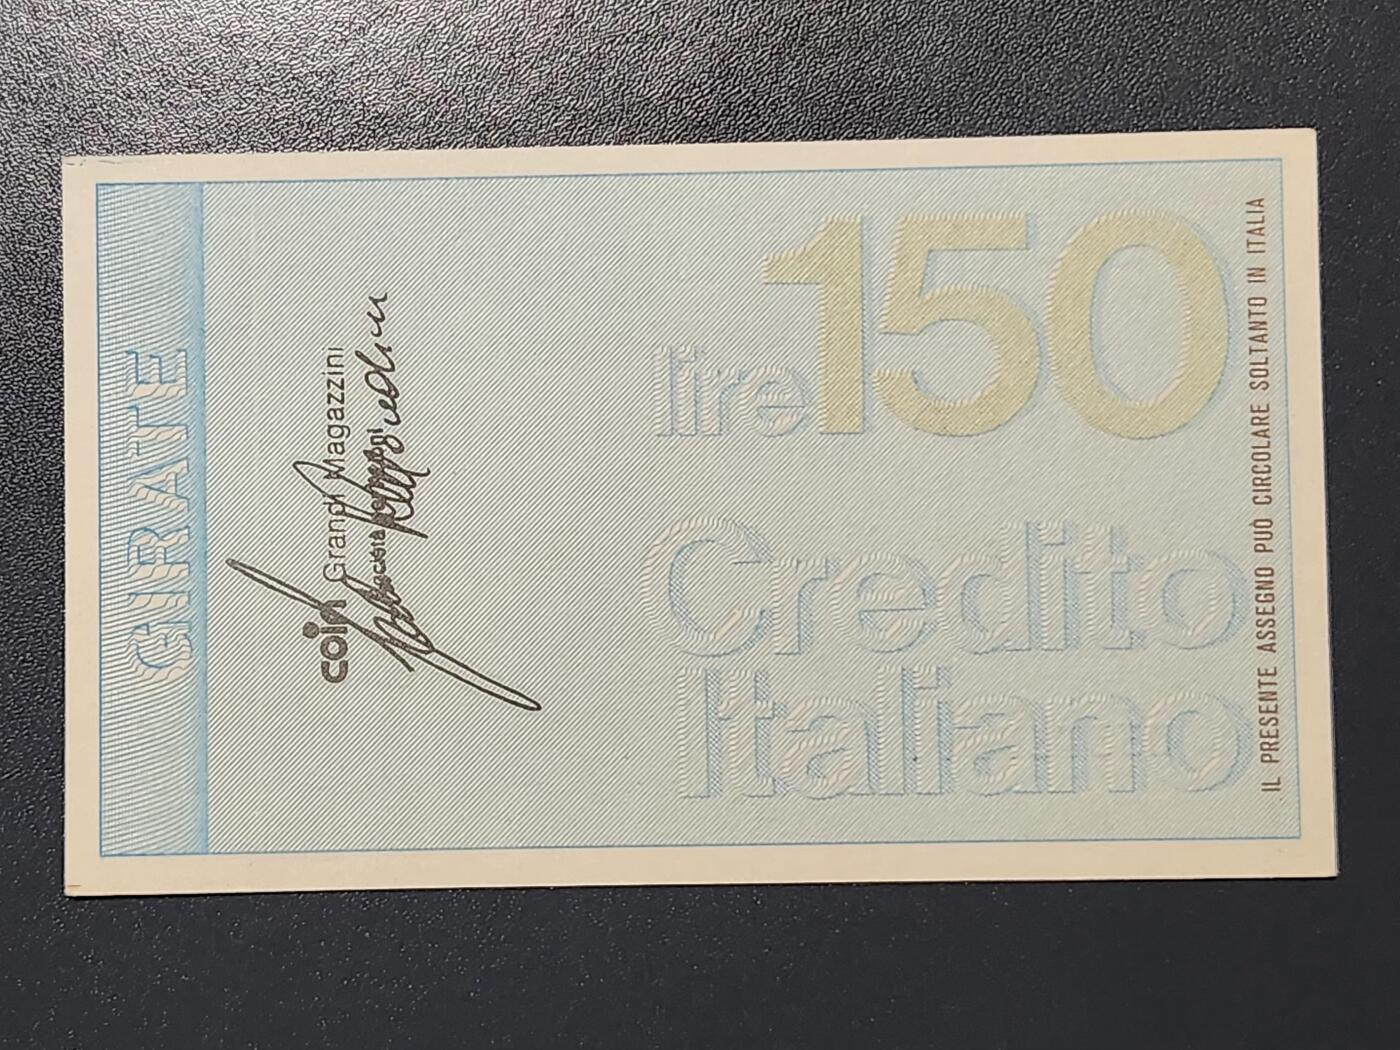 GIRATE
coin Grandi Magazzini
lire 150
Credito
Italiano
IL PRESENTE ASSEGNO PUÒ CIRCOLARE SOLTANTO IN ITALIA